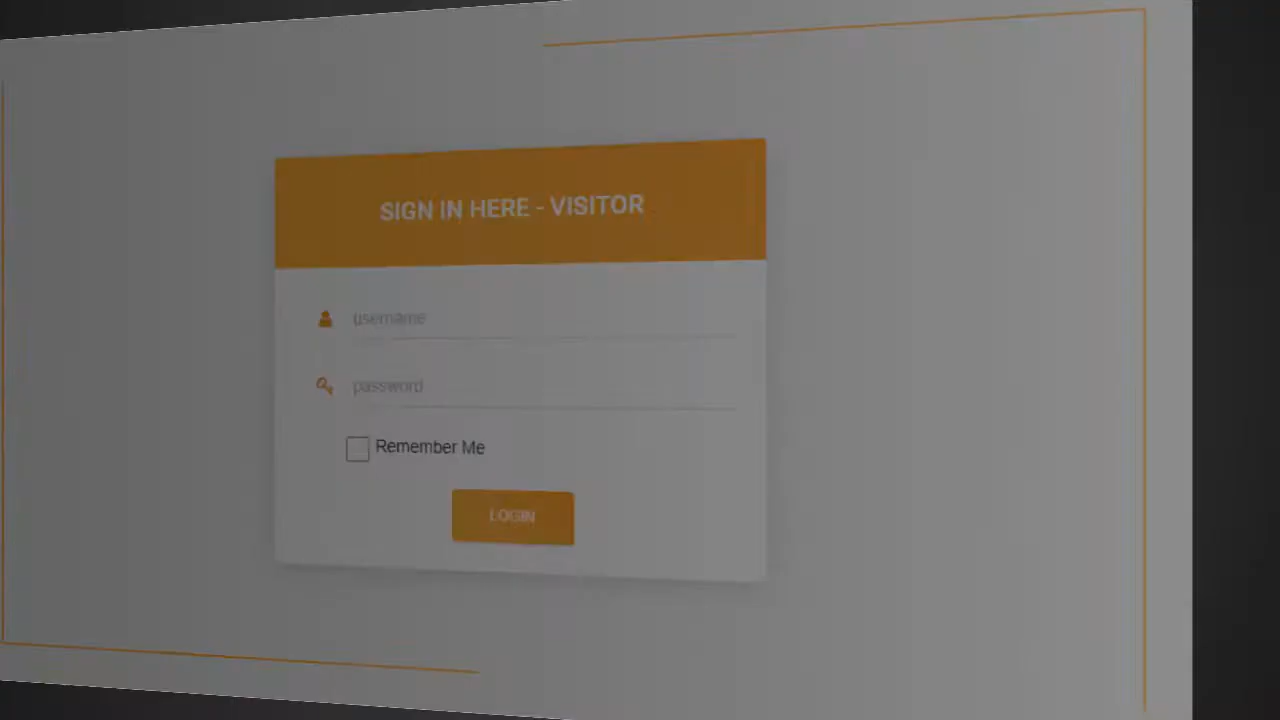 SIGN IN HERE - VISITOR
username
password
Remember Me
LOGIN